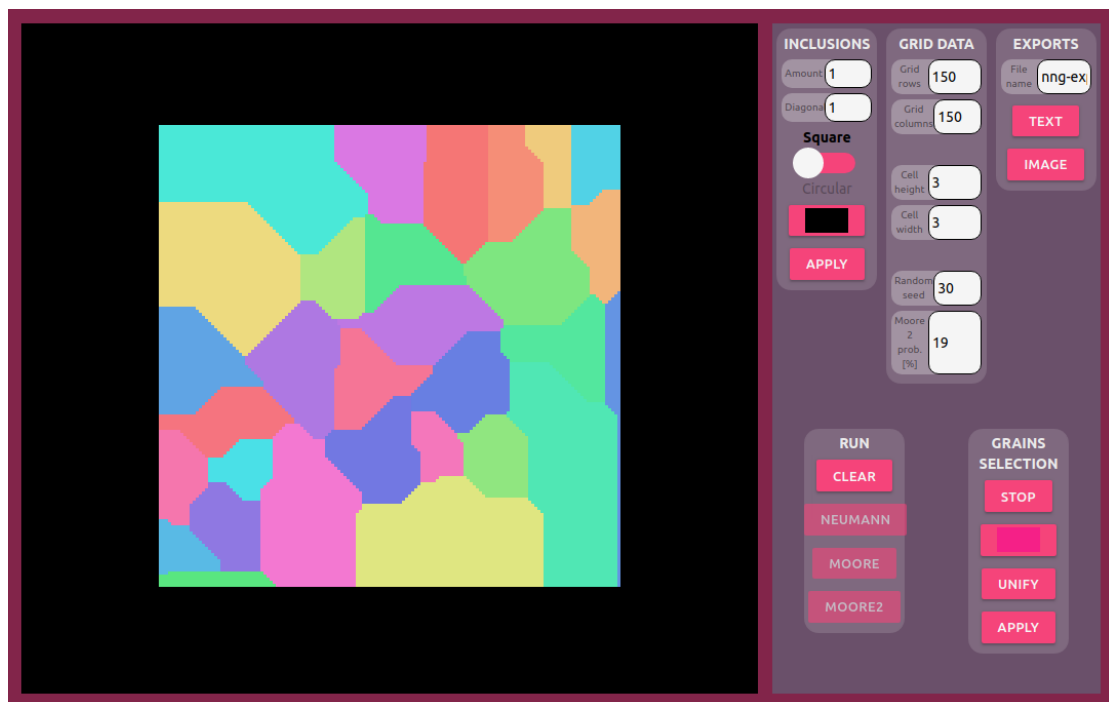 INCLUSIONS
Amount 1
Diagonal 1
Square
Circular
APPLY
GRID DATA
Grid
rows
150
Grid
columns
150
Cell
height
3
Cell
width
3
Random
seed
30
Moore
2
prob.
[%]
19
EXPORTS
File
name
nng-exp
TEXT
IMAGE
RUN
CLEAR
NEUMANN
MOORE
MOORE2
GRAINS
SELECTION
STOP
UNIFY
APPLY